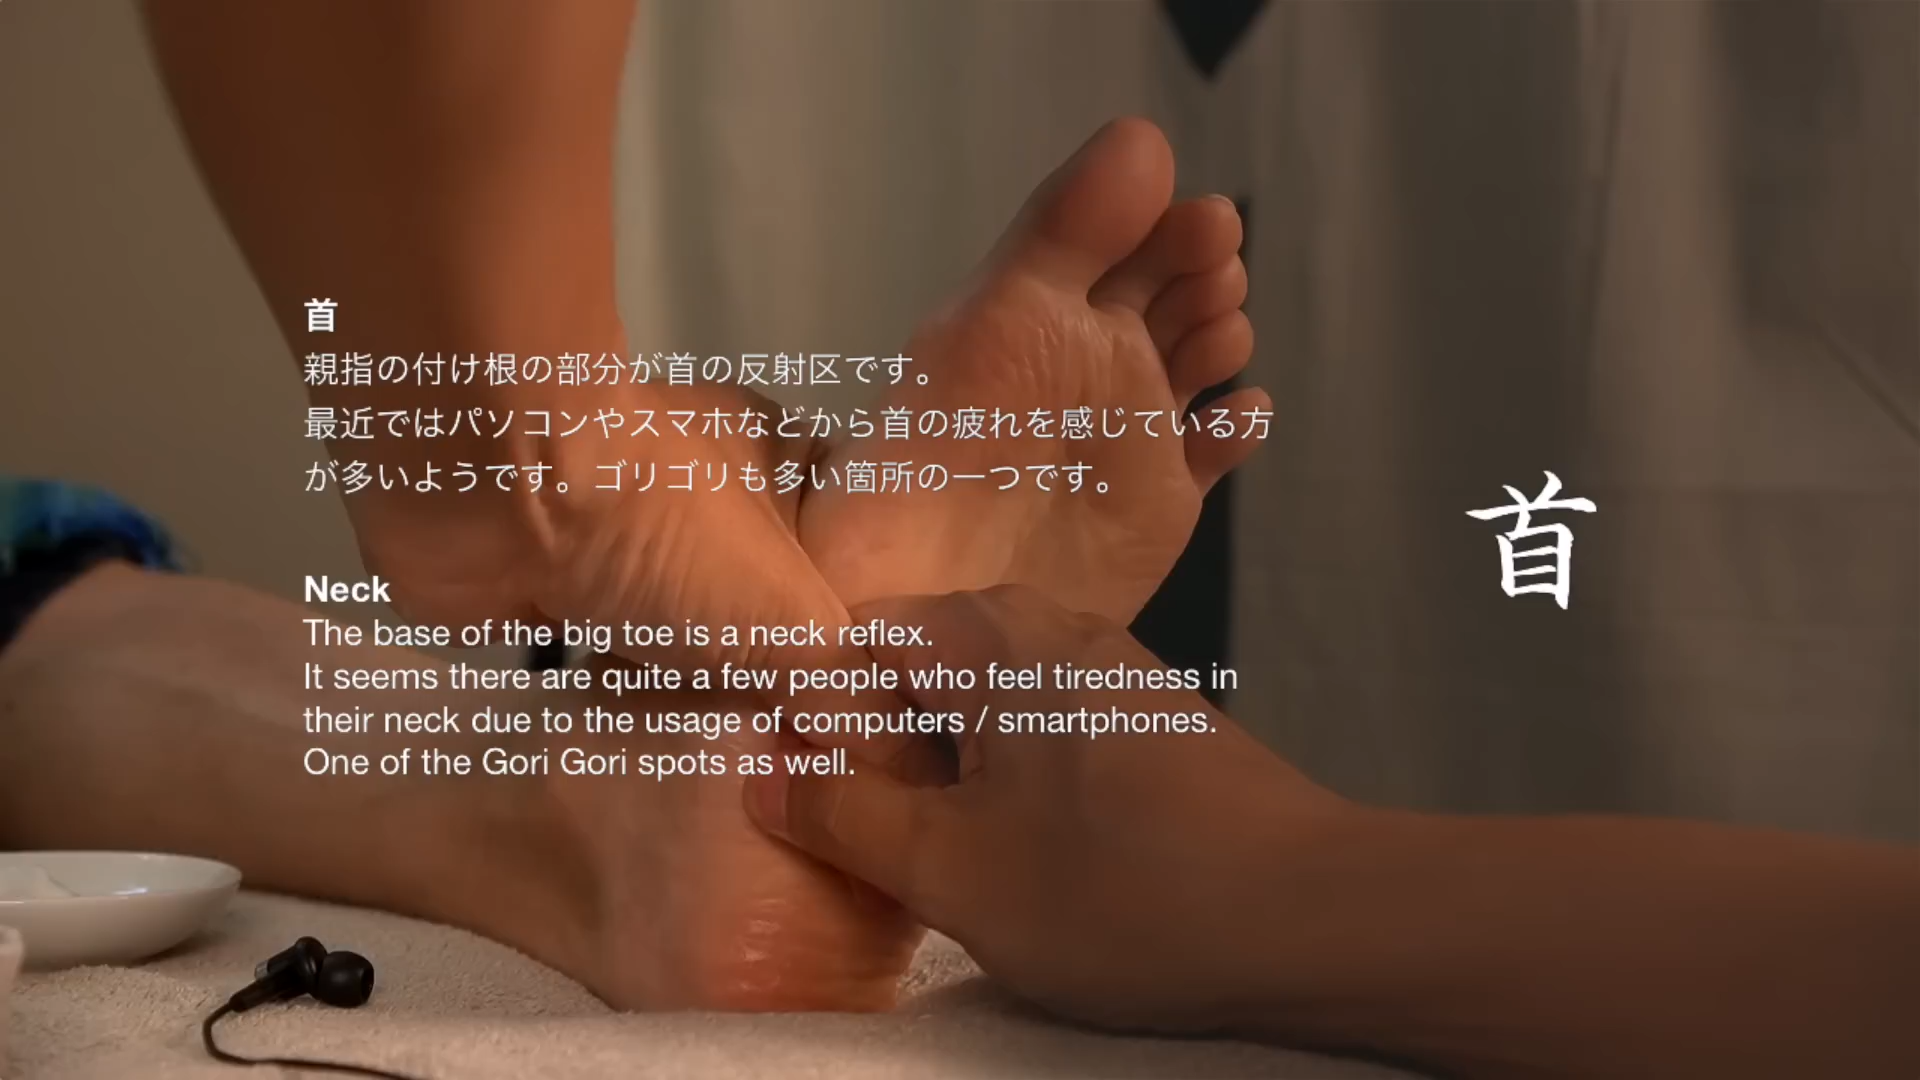 首
親指の付け根の部分が首の反射区です。
最近ではパソコンやスマホなどから首の疲れを感じている方
が多いようです。ゴリゴリも多い箇所の一つです。
Neck
The base of the big toe is a neck reflex.
It seems there are quite a few people who feel tiredness in
their neck due to the usage of computers / smartphones.
One of the Gori Gori spots as well.
首